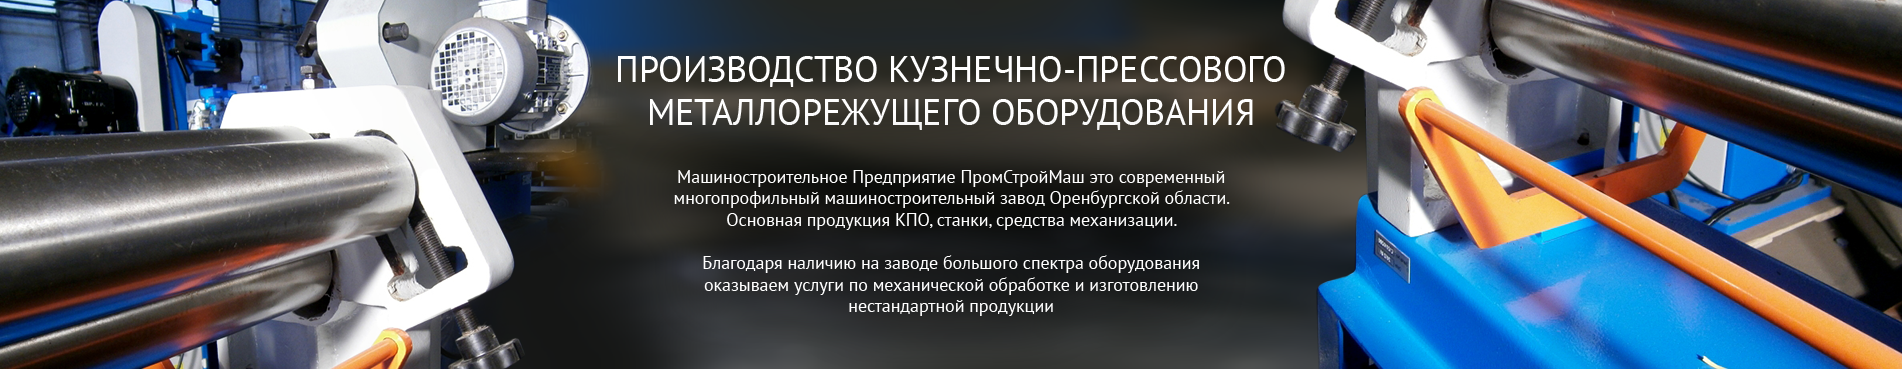 ПРОИЗВОДСТВО КУЗНЕЧНО-ПРЕССОВОГО
МЕТАЛЛОРЕЖУЩЕГО ОБОРУДОВАНИЯ
Машиностроительное Предприятие ПромСтройМаш это современный
многопрофильный машиностроительный завод Оренбургской области.
Основная продукция КПО, станки, средства механизации.
Благодаря наличию на заводе большого спектра оборудования
оказываем услуги по механической обработке и изготовлению
нестандартной продукции